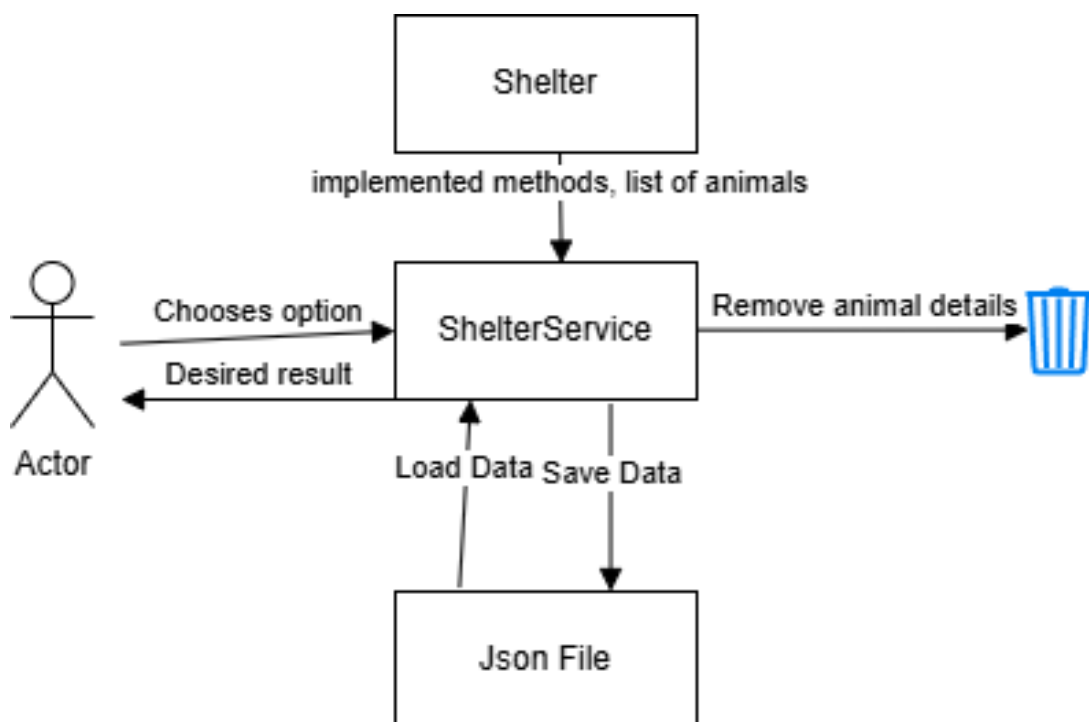 Shelter
implemented methods, list of animals
Chooses option
ShelterService
Remove animal details
Desired result
Actor
Load Data
Save Data
Json File